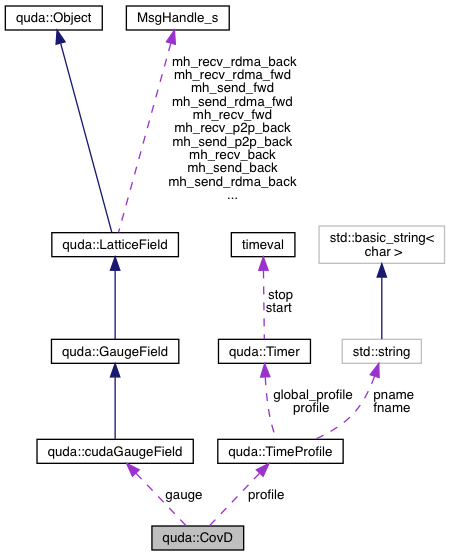 quda::Object
MsgHandle_s
mh_recv_rdma_back
mh_recv_rdma_fwd
mh_send_fwd
mh_send_rdma_fwd
mh_recv_fwd
mh_recv_p2p_back
mh_send_p2p_back
mh_recv_back
mh_send_back
mh_send_rdma_back
...
quda::LatticeField
timeval
std::basic_string<
char >
stop
start
quda::GaugeField
quda::Timer
std::string
global_profile
profile
pname
fname
quda::cudaGaugeField
quda::TimeProfile
gauge
profile
quda::CovD